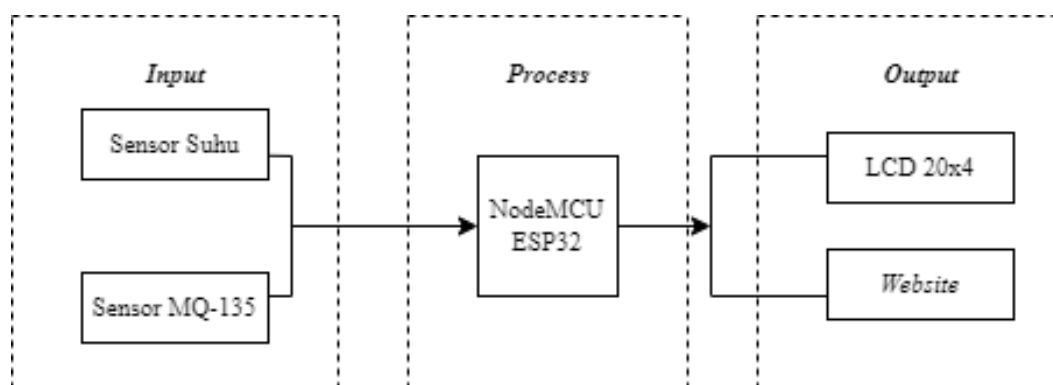 Input
Process
Output
Sensor Suhu
Sensor MQ-135
NodeMCU
ESP32
LCD 20x4
Website